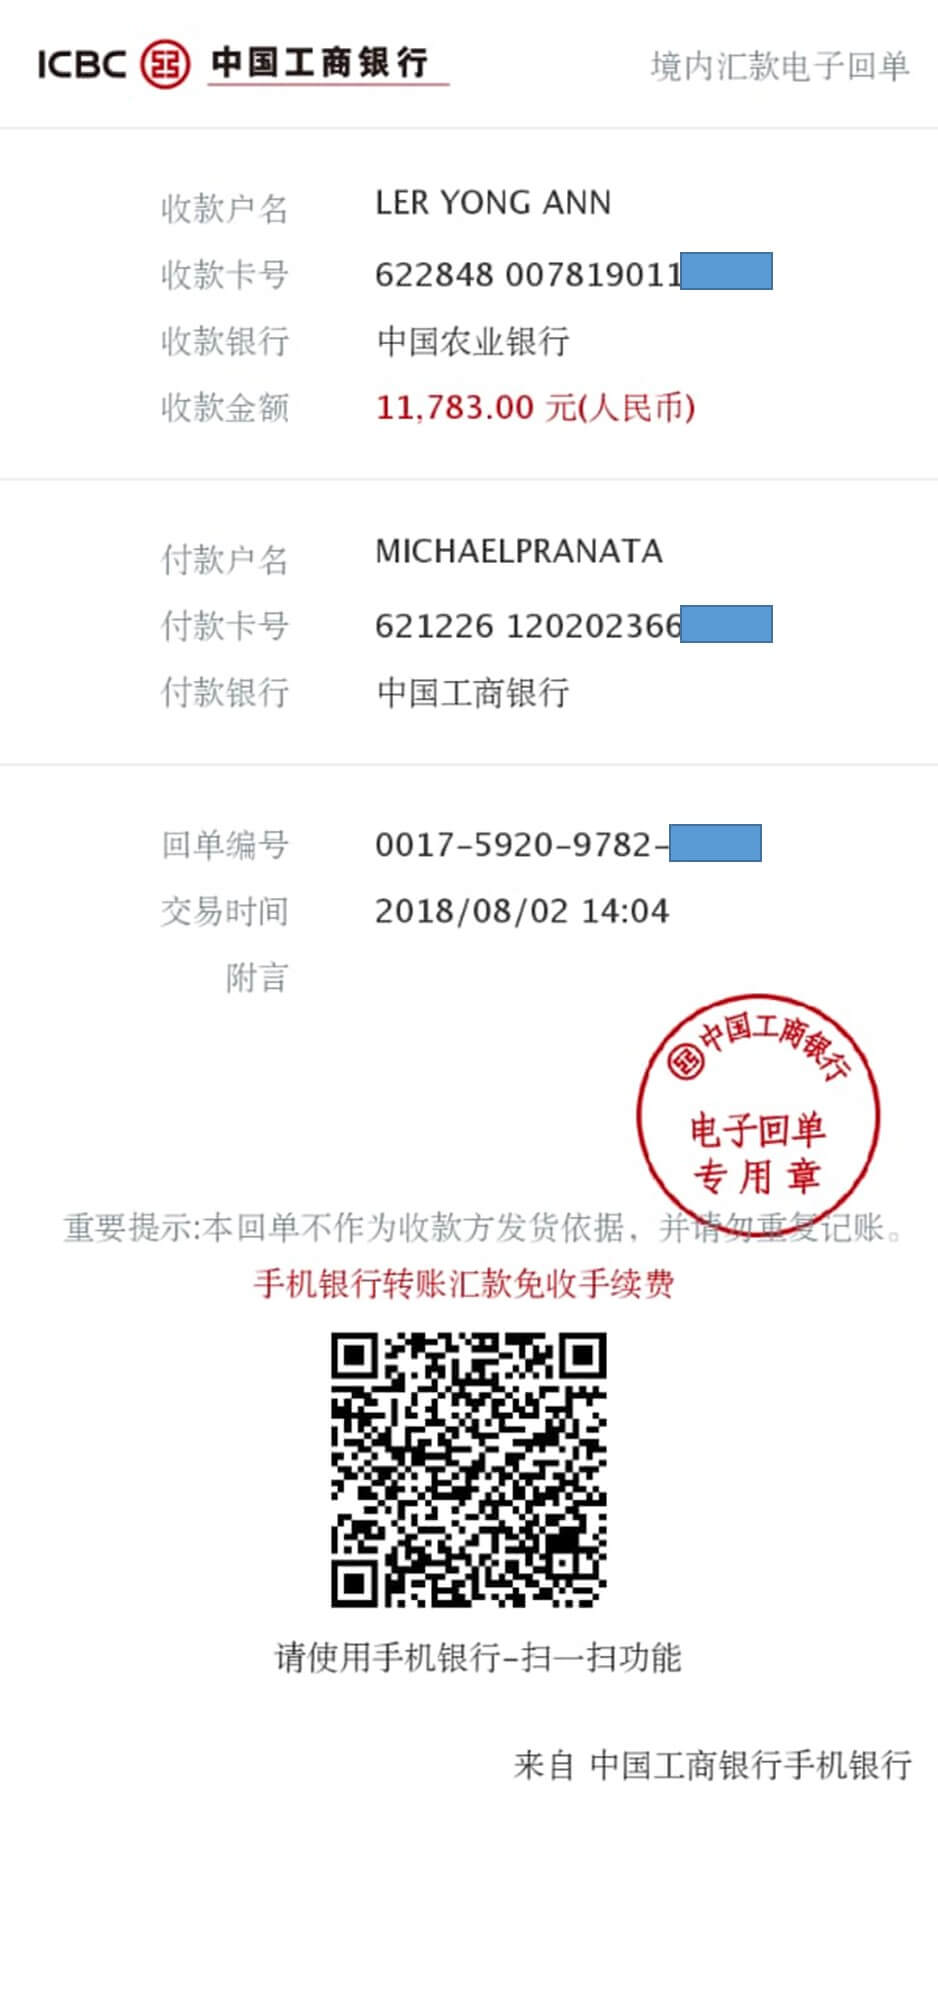 ICBC 中国工商银行 境内汇款电子回单
收款户名 LER YONG ANN
收款卡号 622848 007819011
收款银行 中国农业银行
收款金额 11,783.00 元(人民币)
付款户名 MICHAELPRANATA
付款卡号 621226 120202366
付款银行 中国工商银行
回单编号 0017-5920-9782-
交易时间 2018/08/02 14:04
附言
中国工商银行
电子回单
专用章
重要提示:本回单不作为收款方发货依据，并请勿重复记账。
手机银行转账汇款免收手续费
请使用手机银行-扫一扫功能
来自 中国工商银行手机银行